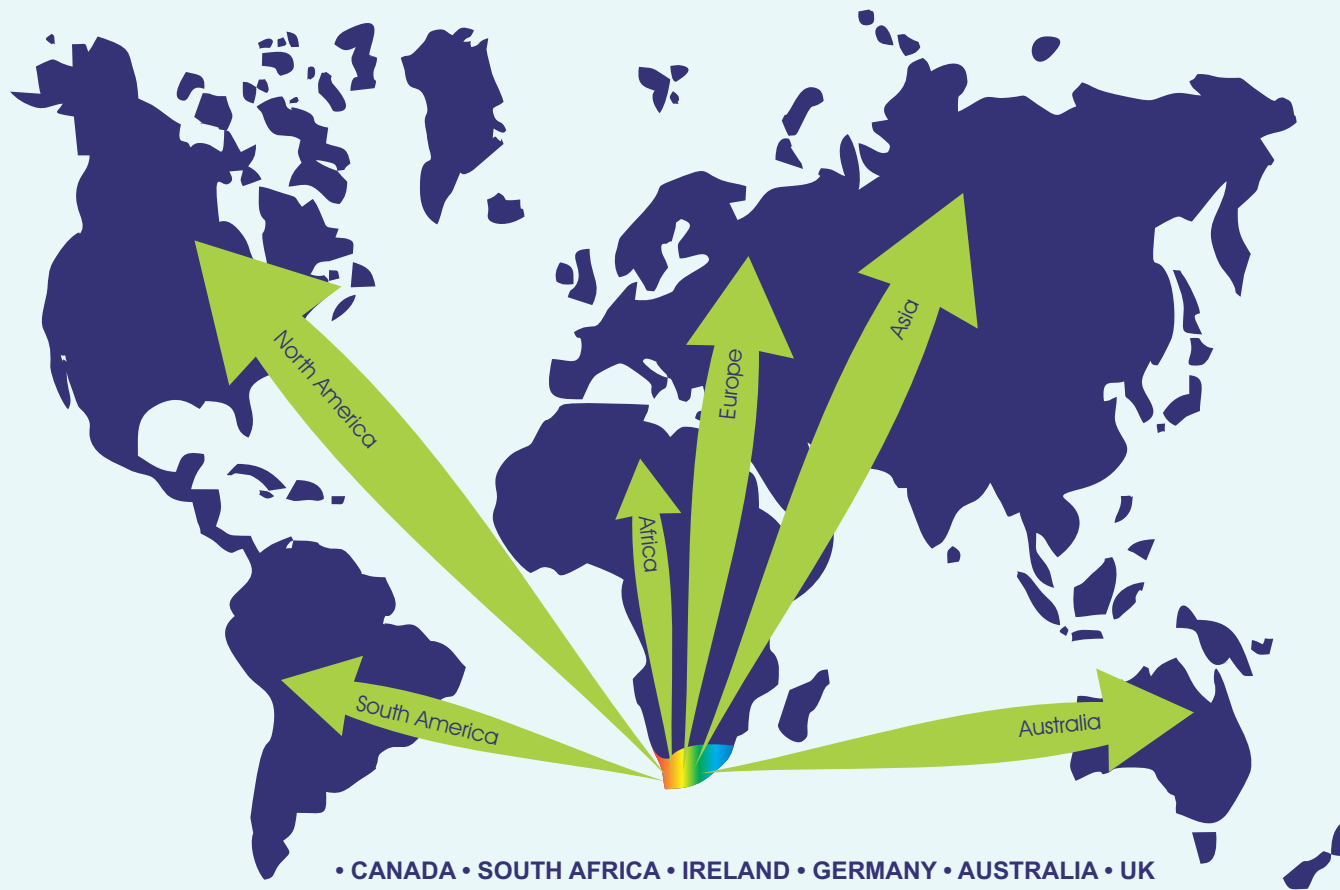 North America
Asia
Europe
Africa
South America
Australia
• CANADA • SOUTH AFRICA • IRELAND • GERMANY • AUSTRALIA • UK